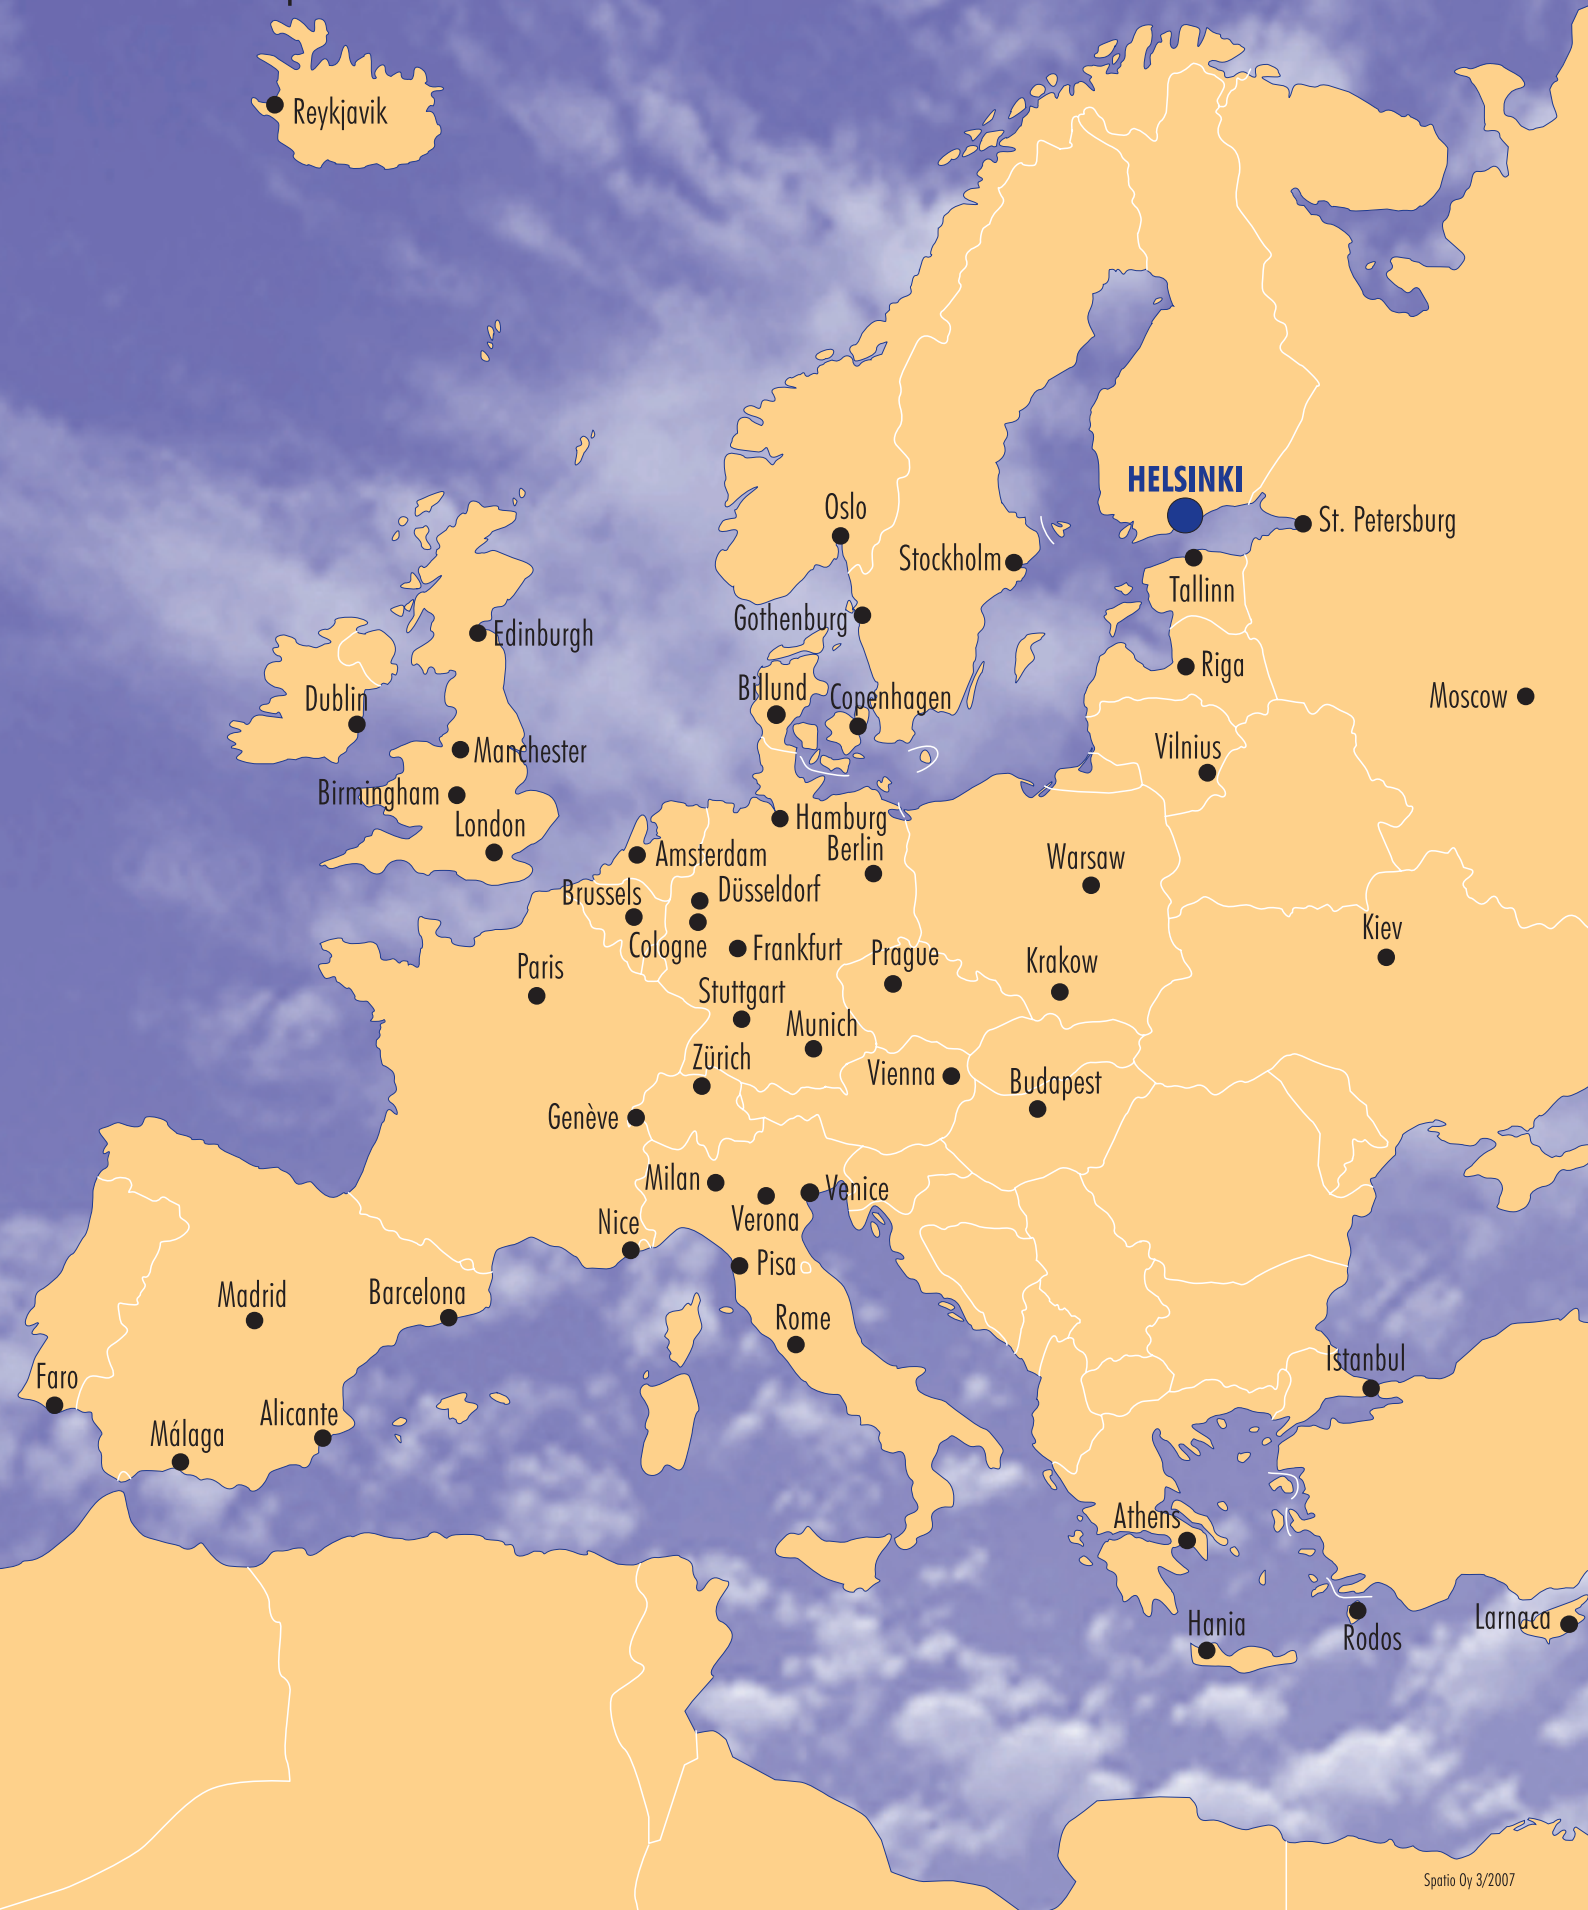 Reykjavik
HELSINKI
Oslo
St. Petersburg
Stockholm
Tallinn
Gothenburg
Edinburgh
Riga
Billund
Copenhagen
Dublin
Moscow
Vilnius
Manchester
Birmingham
Hamburg
London
Berlin
Amsterdam
Warsaw
Düsseldorf
Brussels
Kiev
Cologne
Frankfurt
Prague
Krakow
Paris
Stuttgart
Munich
Zürich
Vienna
Budapest
Genève
Milan
Venice
Verona
Nice
Pisa
Madrid
Barcelona
Rome
Istanbul
Faro
Alicante
Málaga
Athens
Larnaca
Hania
Rodos
Spatio Oy 3/2007